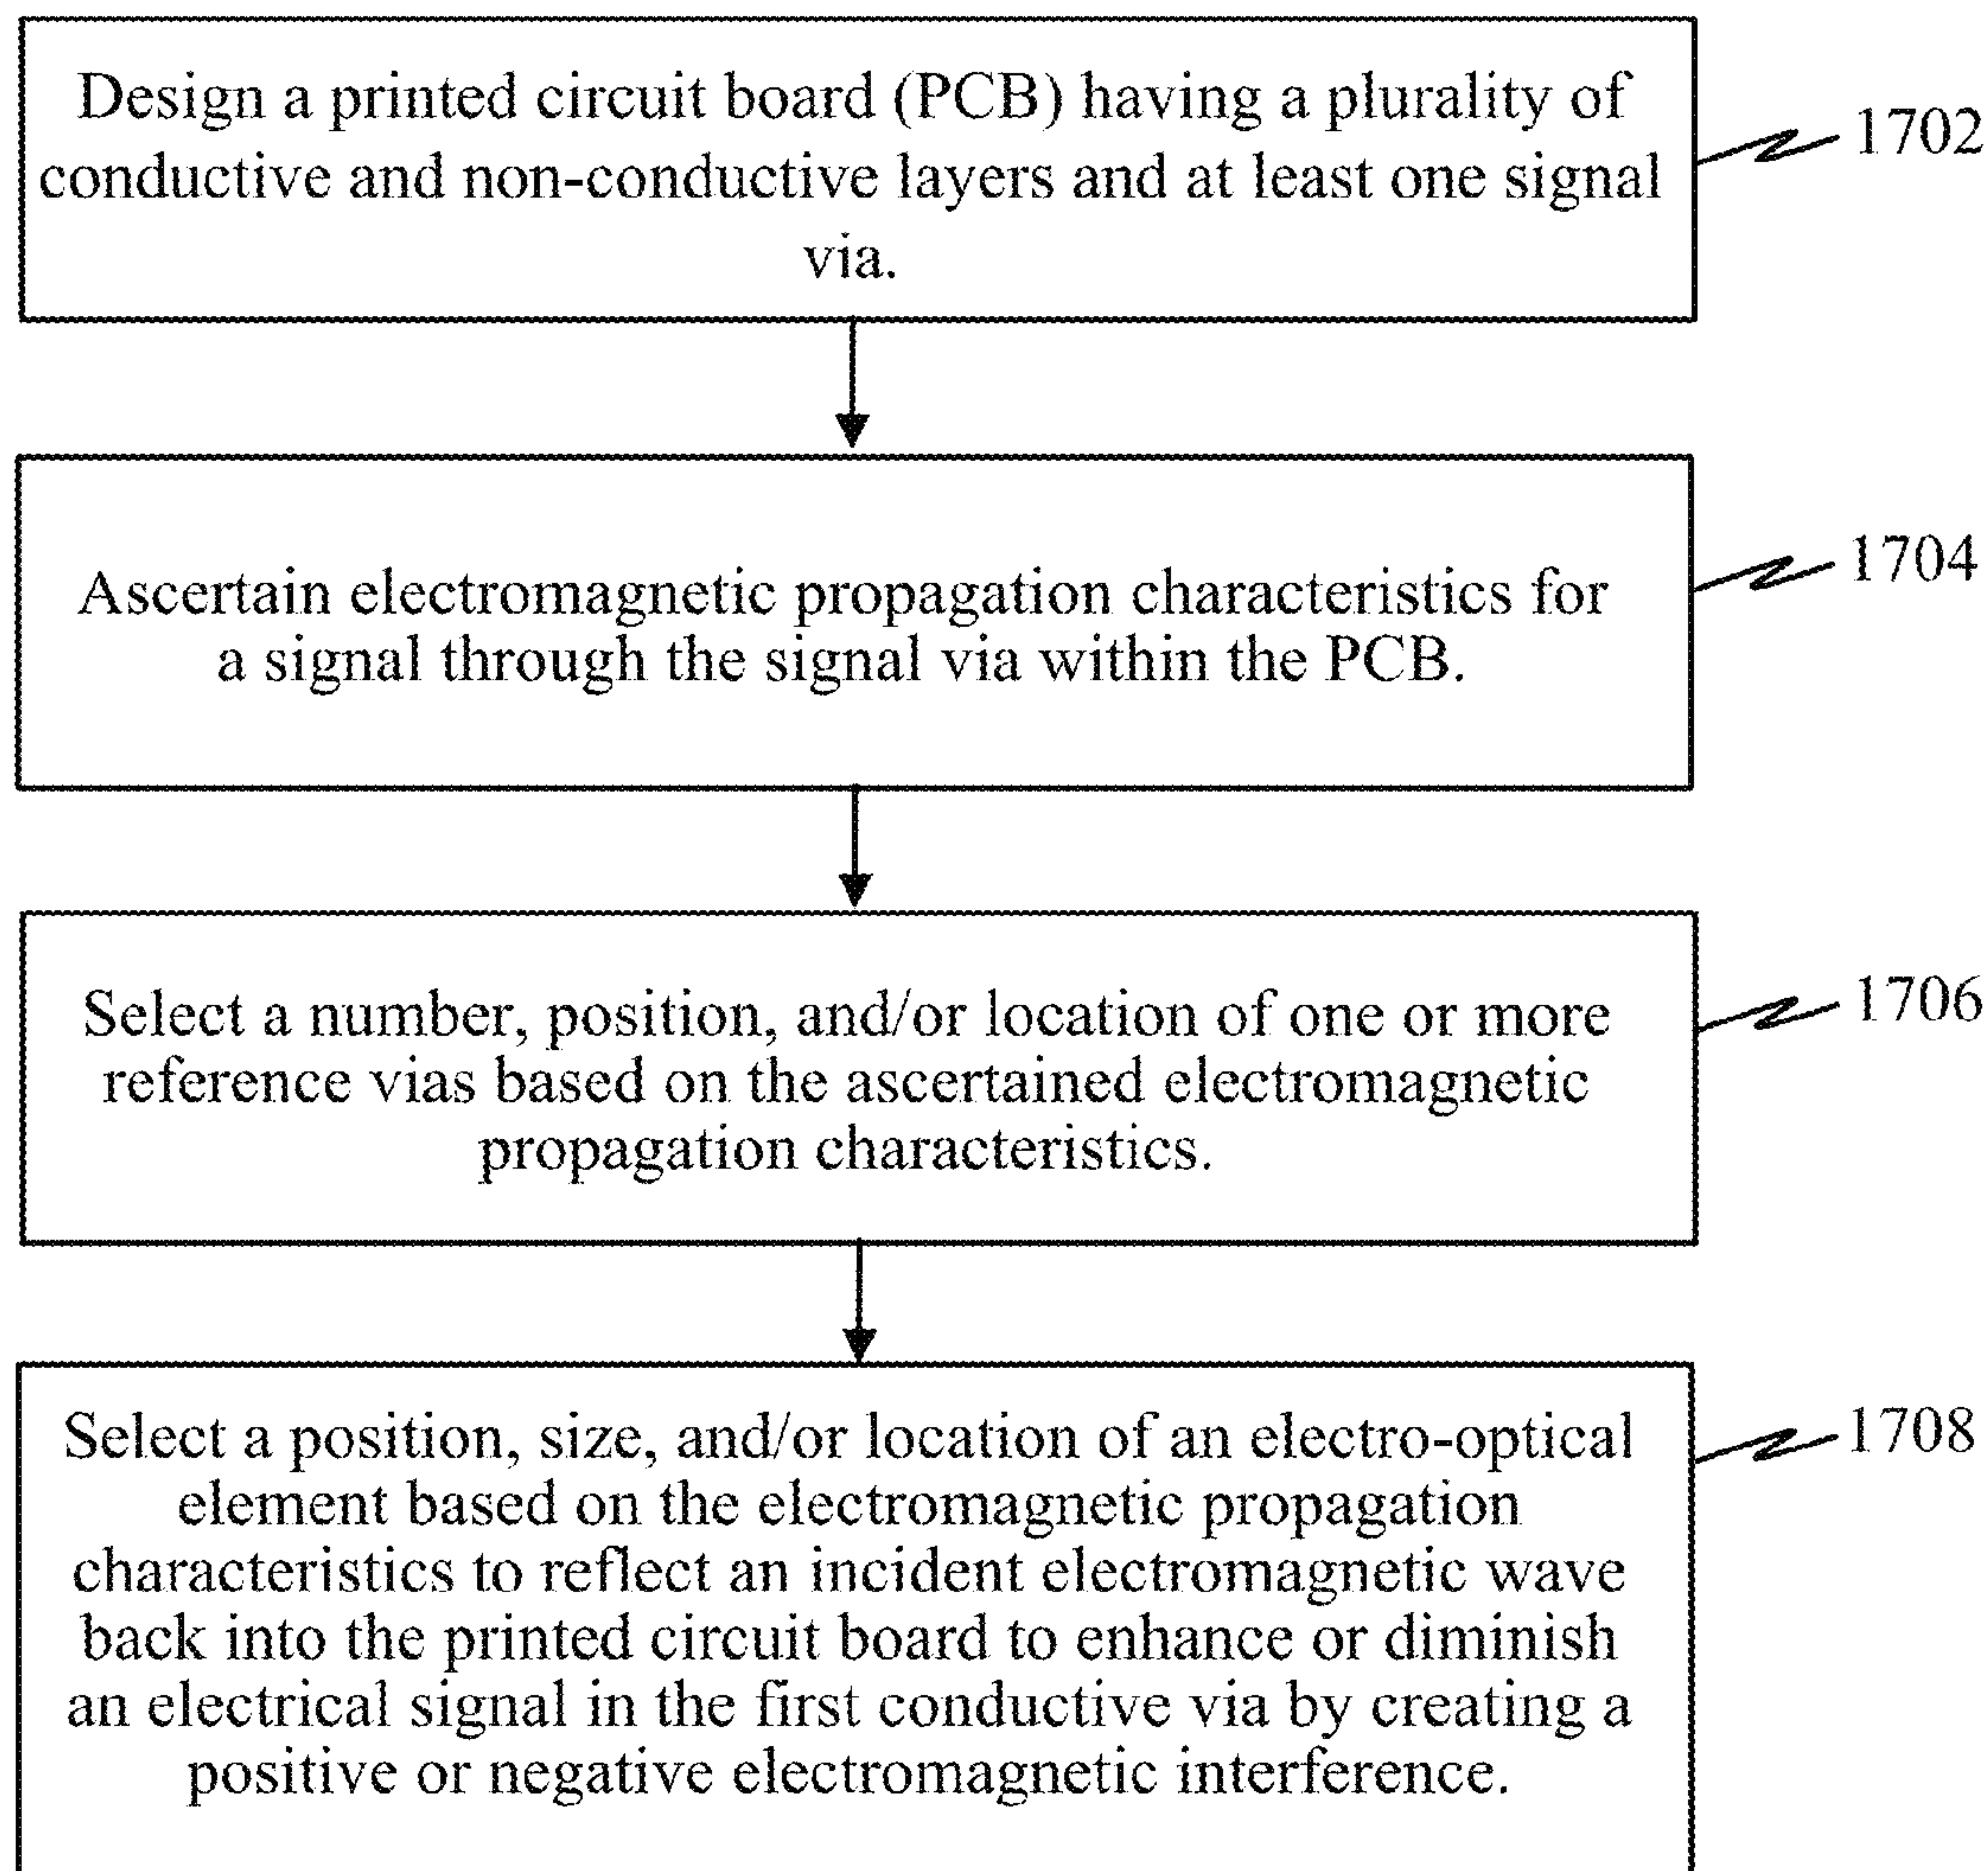 Design a printed circuit board (PCB) having a plurality of
conductive and non-conductive layers and at least one signal
via.
1702
Ascertain electromagnetic propagation characteristics for
a signal through the signal via within the PCB.
1704
Select a number, position, and/or location of one or more
reference vias based on the ascertained electromagnetic
propagation characteristics.
1706
Select a position, size, and/or location of an electro-optical
element based on the electromagnetic propagation
characteristics to reflect an incident electromagnetic wave
back into the printed circuit board to enhance or diminish
an electrical signal in the first conductive via by creating a
positive or negative electromagnetic interference.
1708